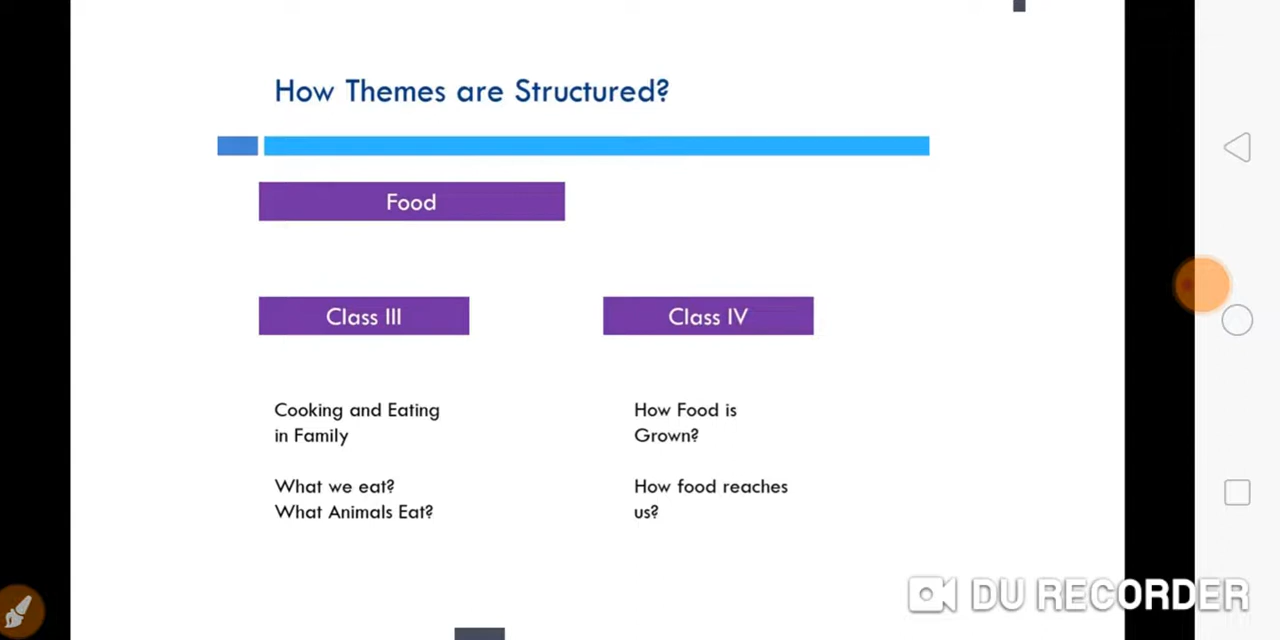 How Themes are Structured?
Food
Class III
Class IV
Cooking and Eating
in Family
What we eat?
What Animals Eat?
How Food is
Grown?
How food reaches
us?
DU RECORDER